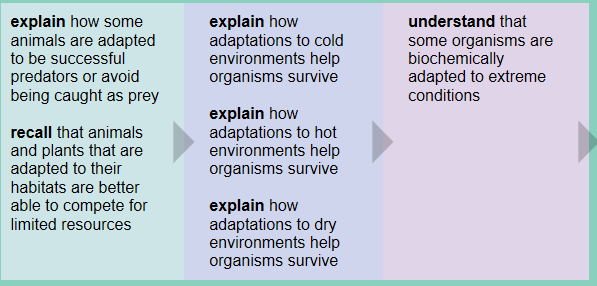 explain how some
animals are adapted
to be successful
predators or avoid
being caught as prey
recall that animals
and plants that are
adapted to their
habitats are better
able to compete for
limited resources
explain how
adaptations to cold
environments help
organisms survive
explain how
adaptations to hot
environments help
organisms survive
explain how
adaptations to dry
environments help
organisms survive
understand that
some organisms are
biochemically
adapted to extreme
conditions